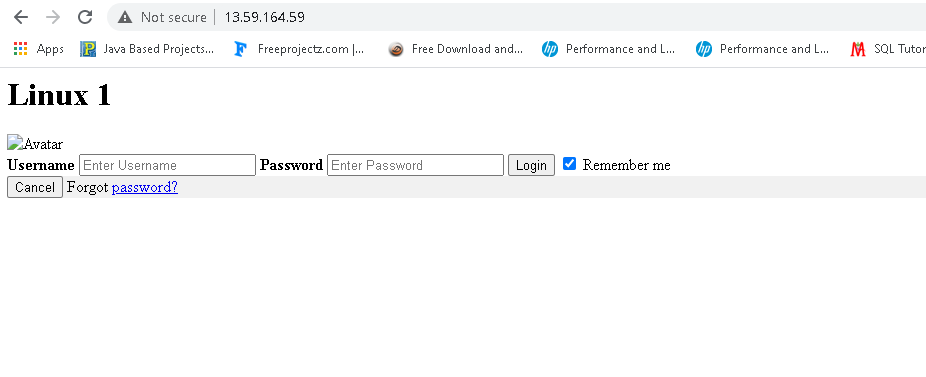 Not secure 13.59.164.59
Apps Java Based Projects... Freeprojectz.com |... Free Download and... Performance and L... Performance and L... SQL Tutor
Linux 1
Avatar
Username Enter Username Password Enter Password Login Remember me
Cancel Forgot password?